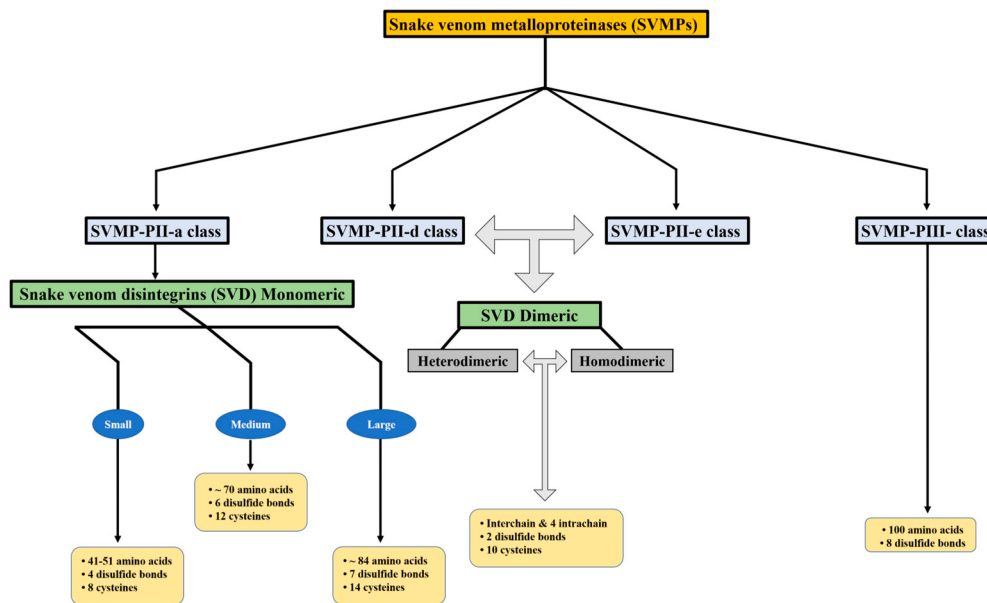 Snake venom metalloproteinases (SVMPs)
SVMP-PII-a class
SVMP-PII-d class
SVMP-PII-e class
SVMP-PIII- class
Snake venom disintegrins (SVD) Monomeric
SVD Dimeric
Heterodimeric
Homodimeric
Small
Medium
Large
• ~ 70 amino acids
• 6 disulfide bonds
• 12 cysteines
• Interchain & 4 intrachain
• 2 disulfide bonds
• 10 cysteines
• 100 amino acids
• 8 disulfide bonds
• 41-51 amino acids
• 4 disulfide bonds
• 8 cysteines
• ~ 84 amino acids
• 7 disulfide bonds
• 14 cysteines